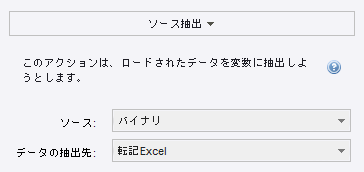 ソース抽出
このアクションは、ロードされたデータを変数に抽出しよ
うとします。
ソース: バイナリ
データの抽出先: 転記Excel